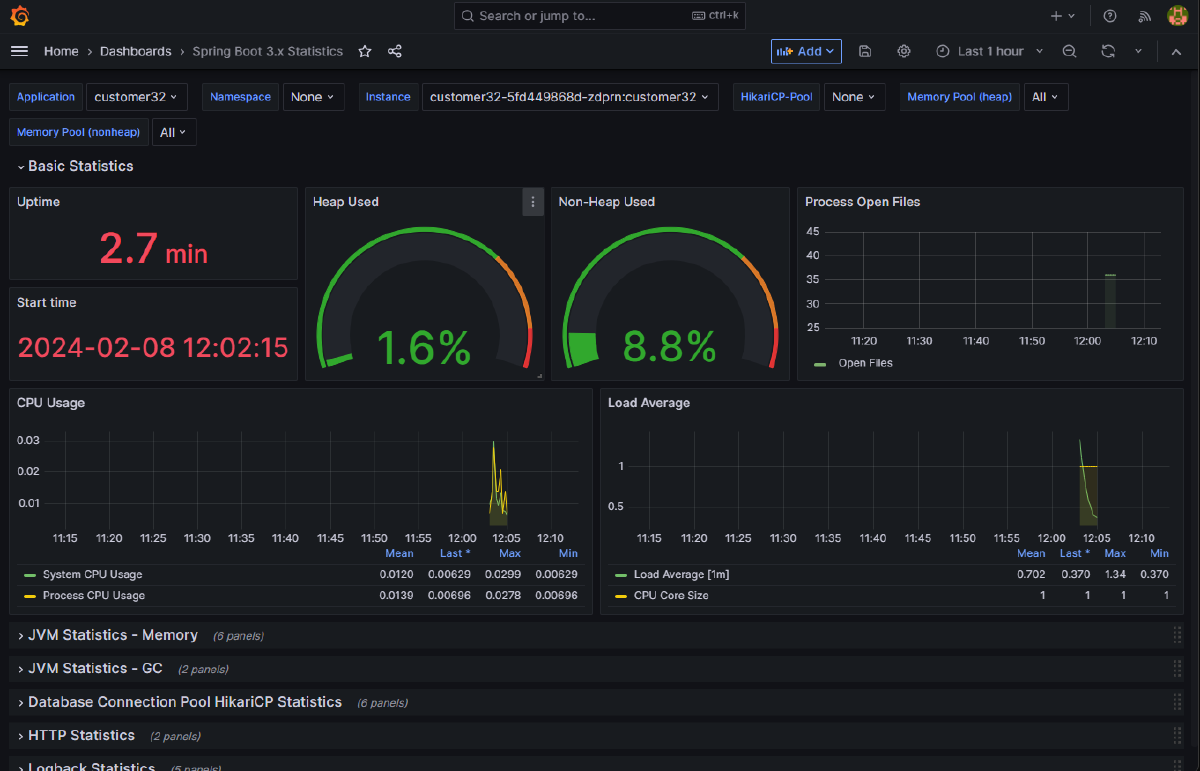 Search or jump to...
ctrl+k
Home › Dashboards › Spring Boot 3.x Statistics
Add
Last 1 hour
Application customer32 Namespace None Instance customer32-5fd449868d-zdprn:customer32 HikariCP-Pool None Memory Pool (heap) All
Memory Pool (nonheap) All
Basic Statistics
Uptime
2.7 min
Start time
2024-02-08 12:02:15
Heap Used
1.6%
Non-Heap Used
8.8%
Process Open Files
45
40
35
30
25
11:20 11:30 11:40 11:50 12:00 12:10
Open Files
CPU Usage
0.03
0.02
0.01
11:15 11:20 11:25 11:30 11:35 11:40 11:45 11:50 11:55 12:00 12:05 12:10
Mean Last * Max Min
System CPU Usage 0.0120 0.00629 0.0299 0.00629
Process CPU Usage 0.0139 0.00696 0.0278 0.00696
Load Average
1
0.5
11:15 11:20 11:25 11:30 11:35 11:40 11:45 11:50 11:55 12:00 12:05 12:10
Mean Last * Max Min
Load Average [1m] 0.702 0.370 1.34 0.370
CPU Core Size 1 1 1 1
JVM Statistics - Memory (6 panels)
JVM Statistics - GC (2 panels)
Database Connection Pool HikariCP Statistics (6 panels)
HTTP Statistics (2 panels)
Logback Statistics (5 panels)